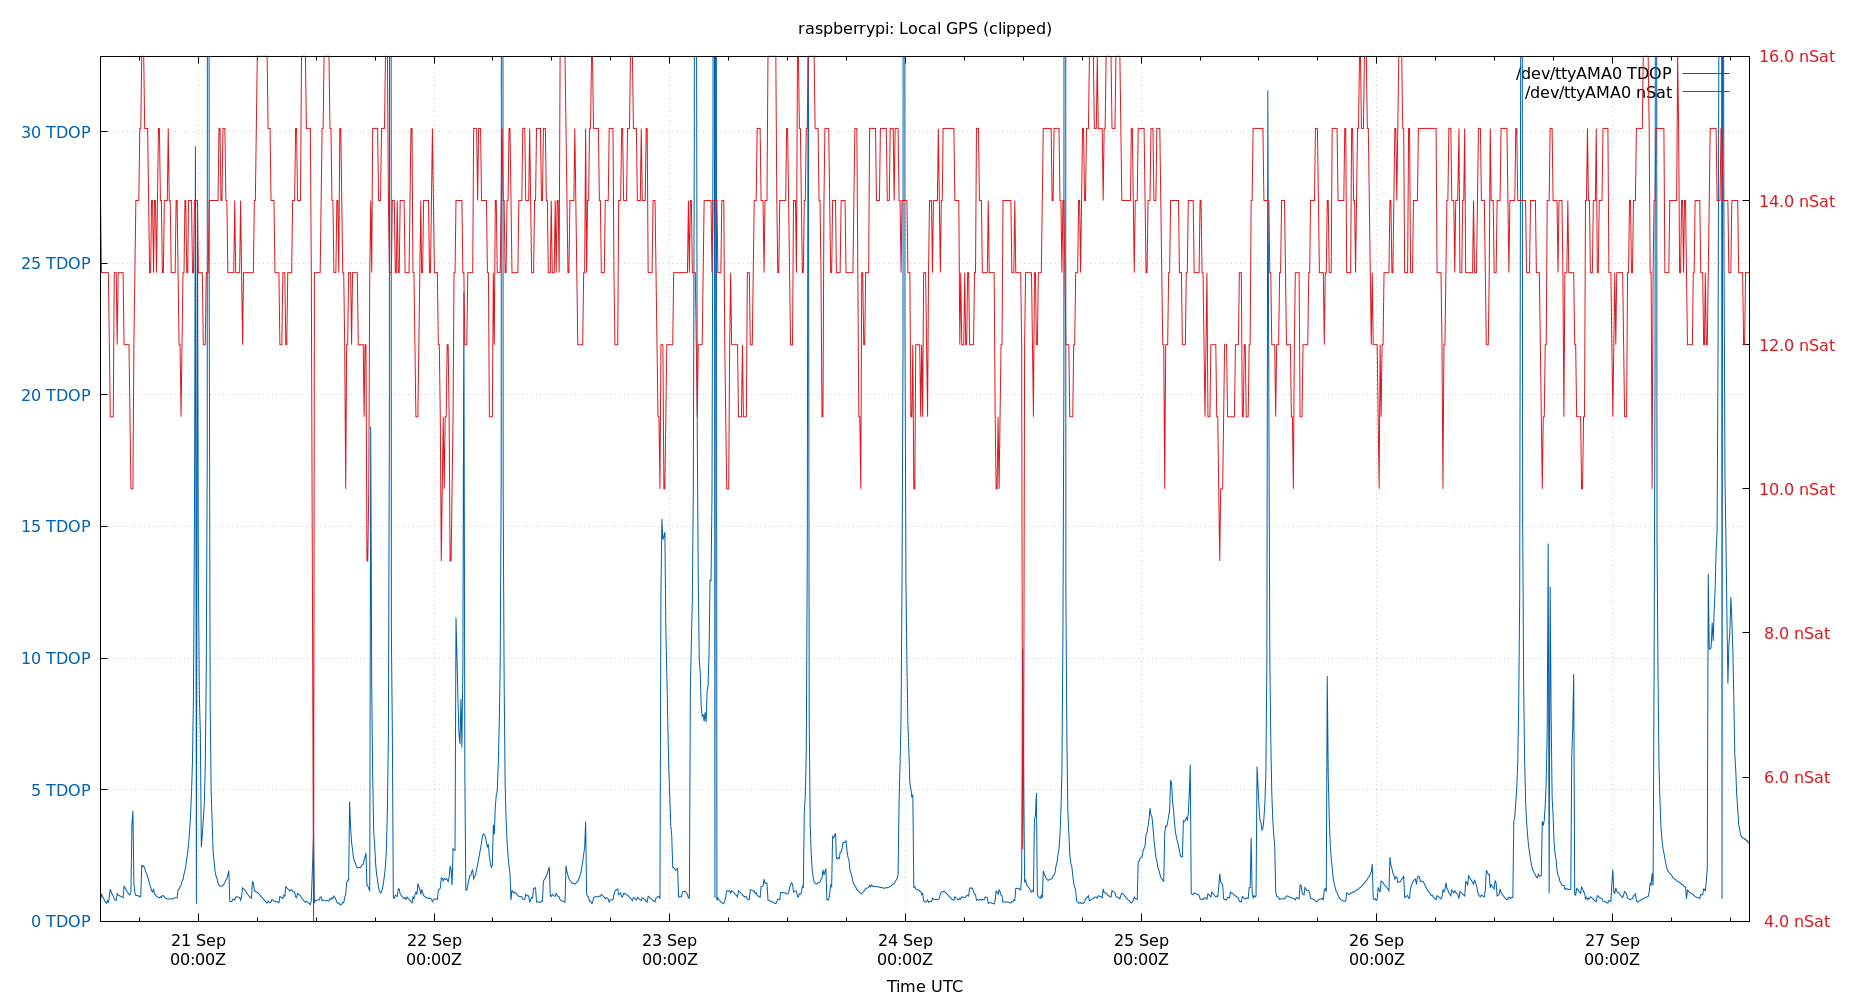 raspberrypi: Local GPS (clipped)
/dev/ttyAMA0 TDOP
/dev/ttyAMA0 nSat
30 TDOP
25 TDOP
20 TDOP
15 TDOP
10 TDOP
5 TDOP
0 TDOP
16.0 nSat
14.0 nSat
12.0 nSat
10.0 nSat
8.0 nSat
6.0 nSat
4.0 nSat
21 Sep 22 Sep 23 Sep 24 Sep 25 Sep 26 Sep 27 Sep
00:00Z 00:00Z 00:00Z 00:00Z 00:00Z 00:00Z 00:00Z
Time UTC